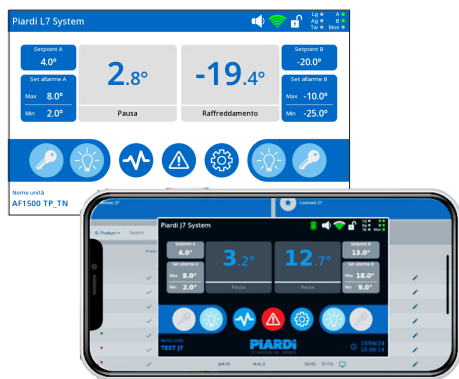 Piardi L7 System
Lg
Ag
Tw
A
B
Mon
Setpoint A
4.0°
Set allarme A
Max 8.0°
Min 2.0°
2.8°
Pausa
-19.4°
Raffreddamento
Setpoint B
-20.0°
Set allarme B
Max -10.0°
Min -25.0°
Nome unità
AF1500 TP_TN
Search
Piardi J7 System
Setpoint A
4.0°
Set allarme A
Max 8.0°
Min 2.0°
3.2°
Pausa
12.7°
Pausa
Setpoint B
13.0°
Set allarme B
Max 18.0°
Min 9.0°
Nome unità
TEST J7
PIARDI
10/04/24